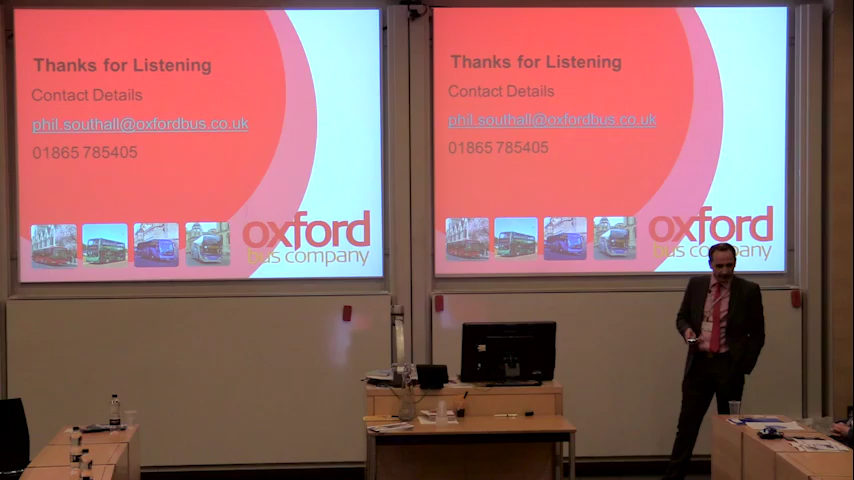 Thanks for Listening
Contact Details
phil.southall@oxfordbus.co.uk
01865 785405
oxford
bus company
Thanks for Listening
Contact Details
phil.southall@oxfordbus.co.uk
01865 785405
oxford
bus company